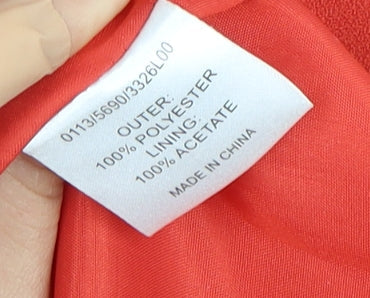 0113/5690/3326L00
OUTER:
100% POLYESTER
LINING:
100% ACETATE
MADE IN CHINA